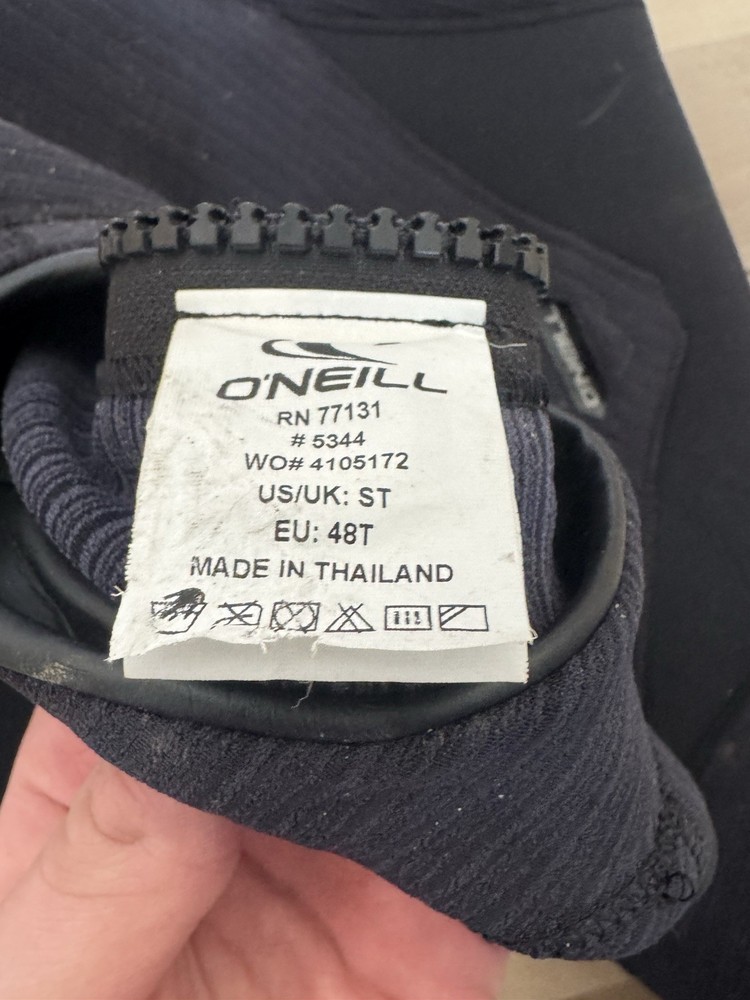 O'NEILL
RN 77131
# 5344
WO# 4105172
US/UK: ST
EU: 48T
MADE IN THAILAND